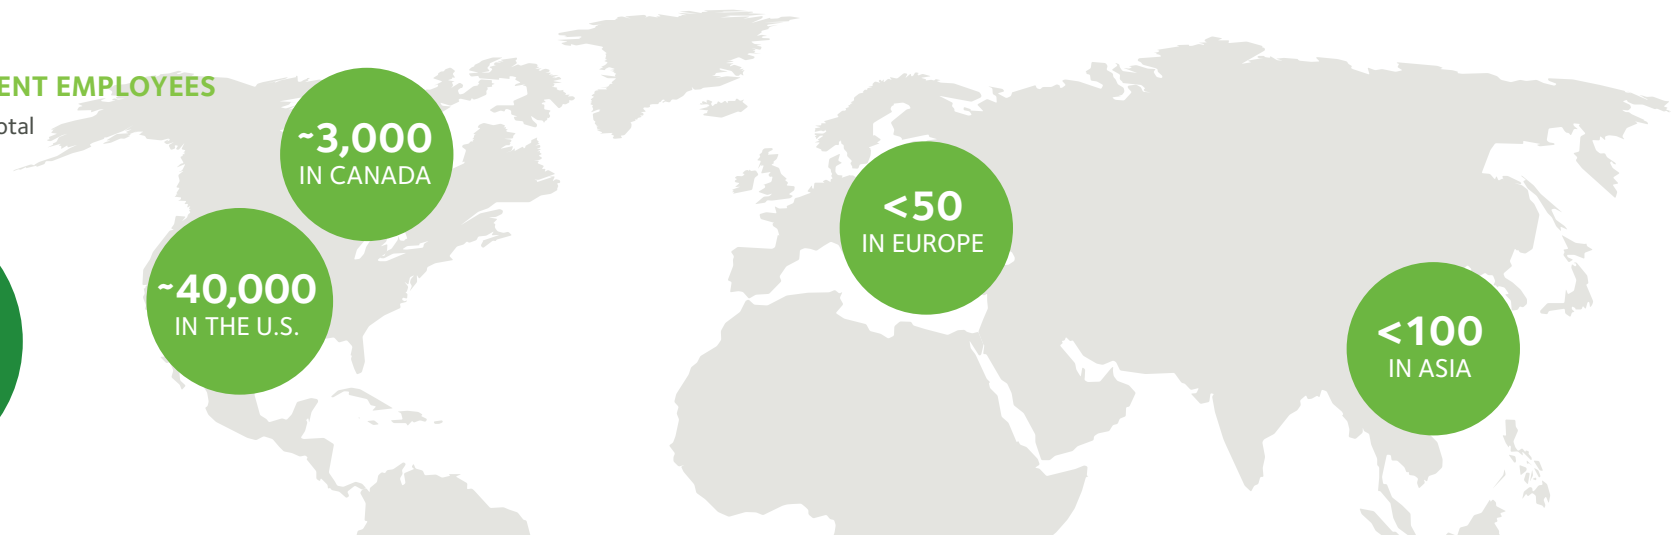 ENT EMPLOYEES
otal
~3,000
IN CANADA
~40,000
IN THE U.S.
<50
IN EUROPE
<100
IN ASIA